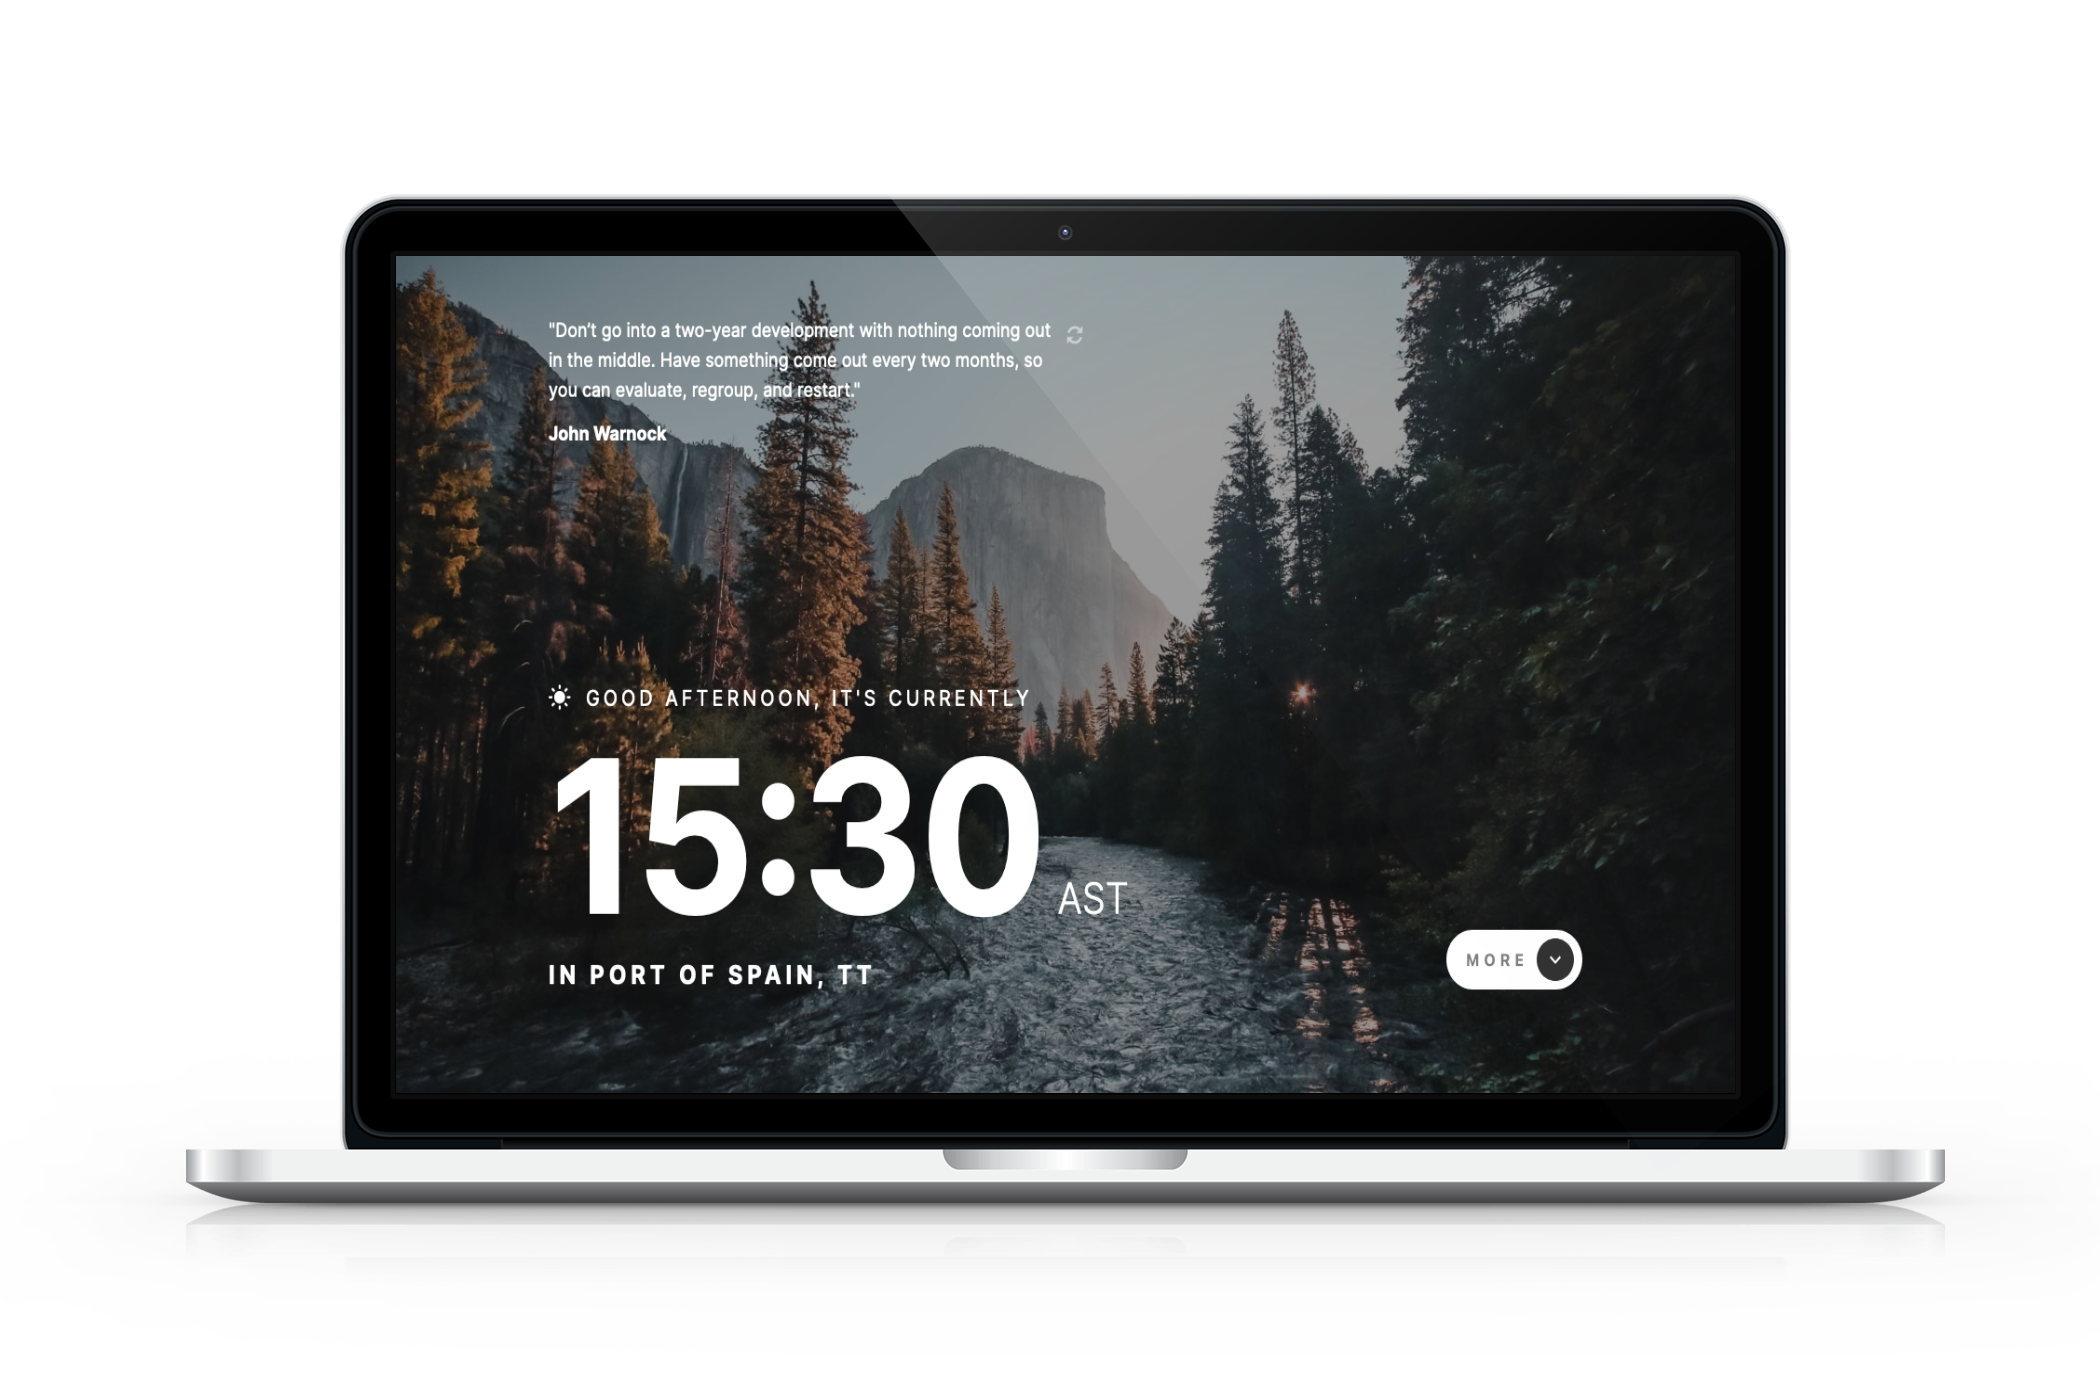 "Don’t go into a two-year development with nothing coming out
in the middle. Have something come out every two months, so
you can evaluate, regroup, and restart."
John Warnock
GOOD AFTERNOON, IT'S CURRENTLY
15:30 AST
IN PORT OF SPAIN, TT
MORE